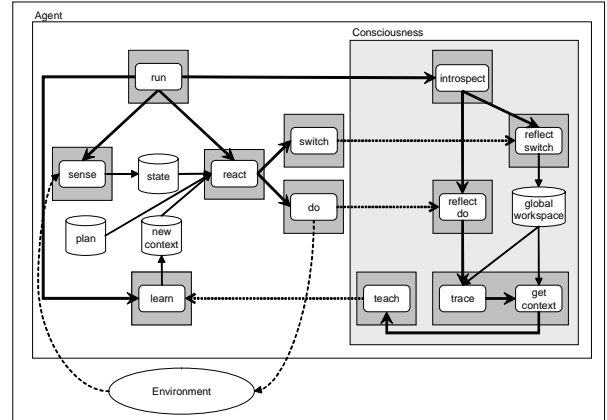 Agent
Consciousness
run
introspect
switch
reflect
switch
sense
state
react
plan
new
context
do
reflect
do
global
workspace
learn
teach
trace
get
context
Environment